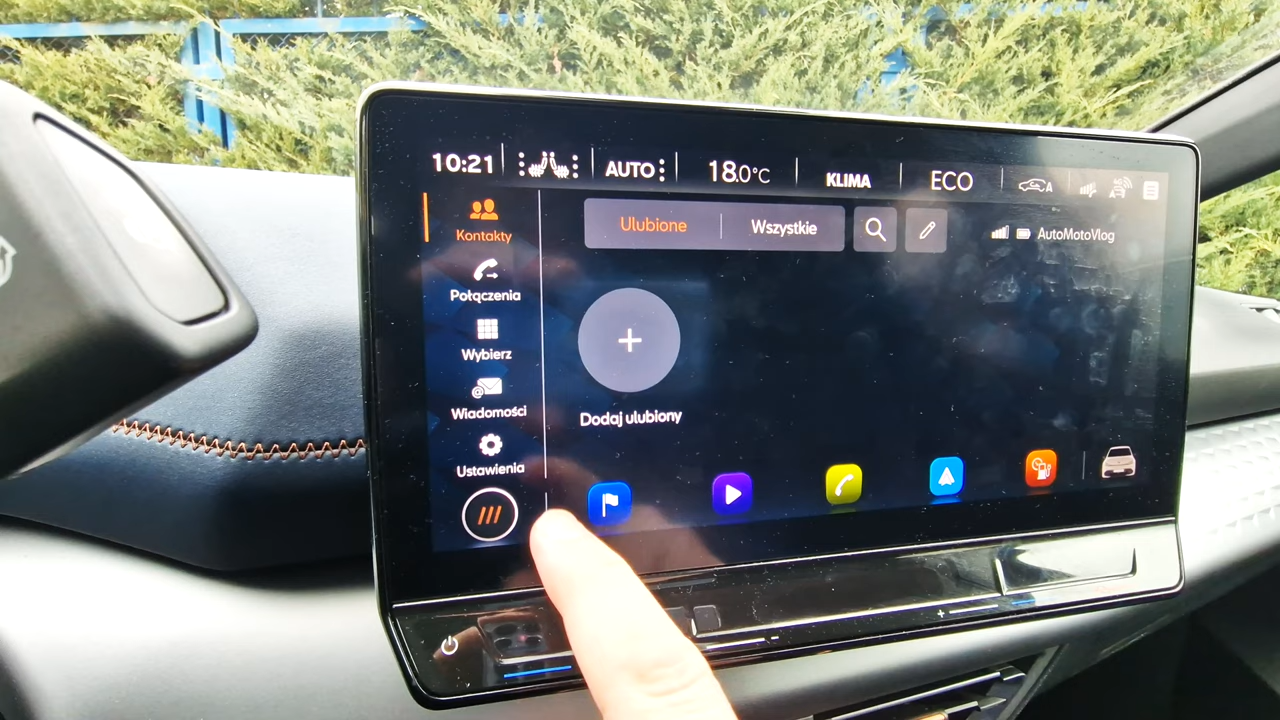 10:21
AUTO
18.0°C
KLIMA
ECO
A
Kontakty
Ulubione
Wszystkie
AutoMotoVlog
Połączenia
Wybierz
Wiadomości
Ustawienia
Dodaj ulubiony